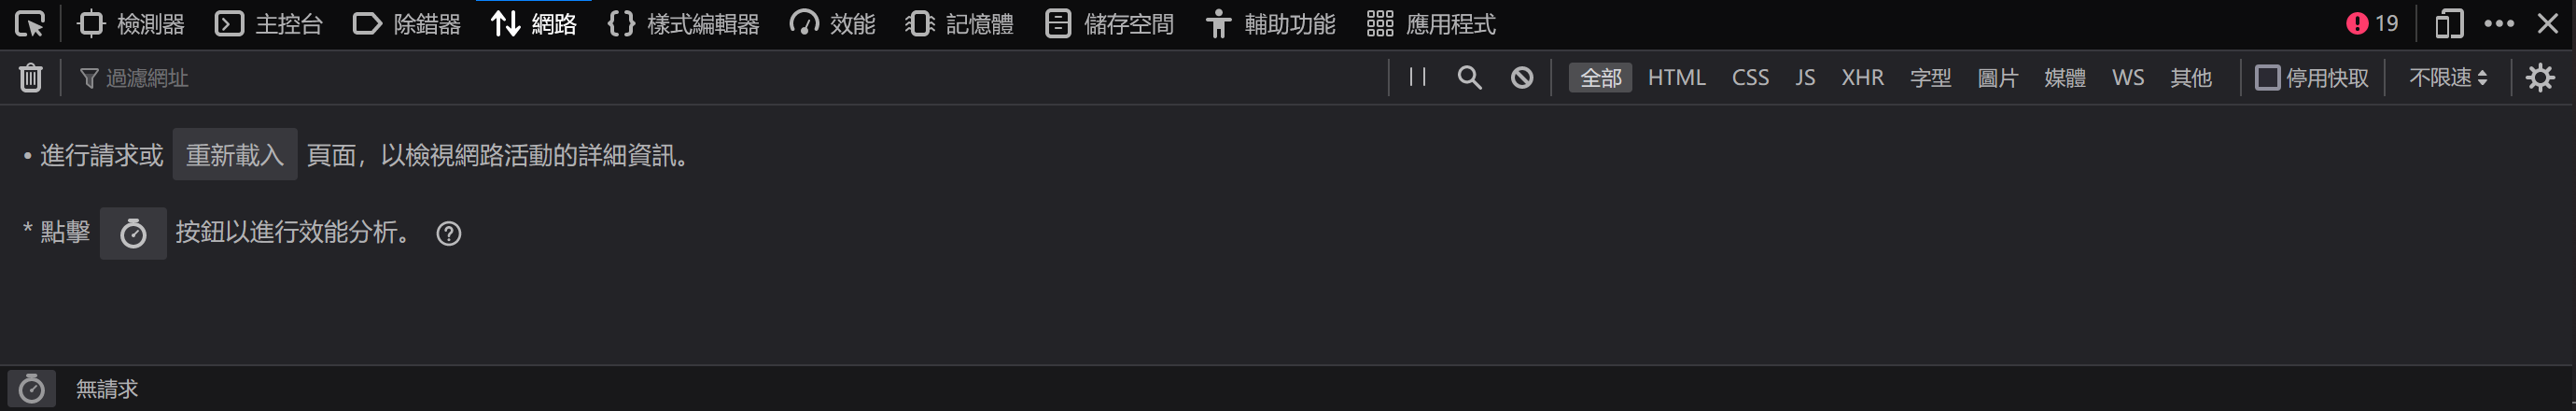 檢測器 主控台 除錯器 網路 樣式編輯器 效能 記憶體 儲存空間 輔助功能 應用程式 19
過濾網址 全部 HTML CSS JS XHR 字型 圖片 媒體 WS 其他 停用快取 不限速
• 進行請求或 重新載入 頁面，以檢視網路活動的詳細資訊。
* 點擊 按鈕以進行效能分析。
無請求